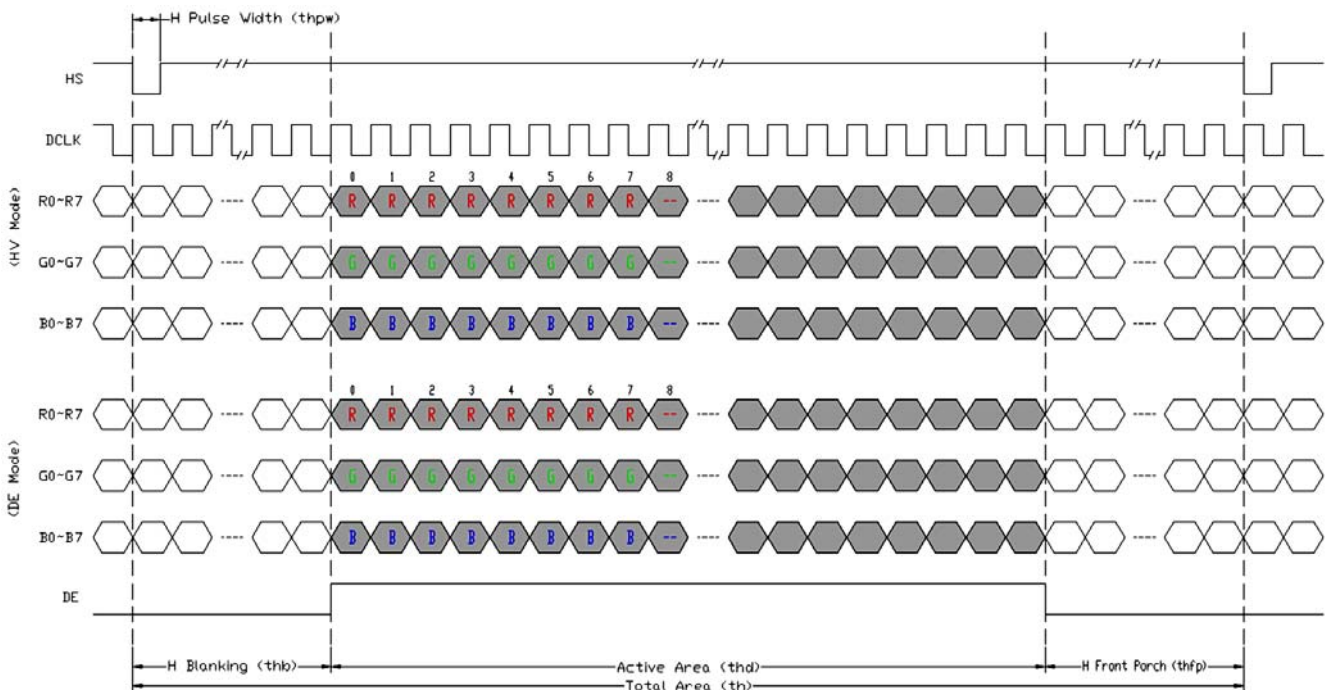 H Pulse Width (thpw)
HS
DCLK
(HV Mode)
0 1 2 3 4 5 6 7 8
R0~R7 ---- R R R R R R R R -- ---- ----
G0~G7 ---- G G G G G G G G -- ---- ----
B0~B7 ---- B B B B B B B B -- ---- ----
(DE Mode)
0 1 2 3 4 5 6 7 8
R0~R7 ---- R R R R R R R R -- ---- ----
G0~G7 ---- G G G G G G G G -- ---- ----
B0~B7 ---- B B B B B B B B -- ---- ----
DE
H Blanking (thb) Active Area (thd) H Front Porch (thfp)
Total Area (th)